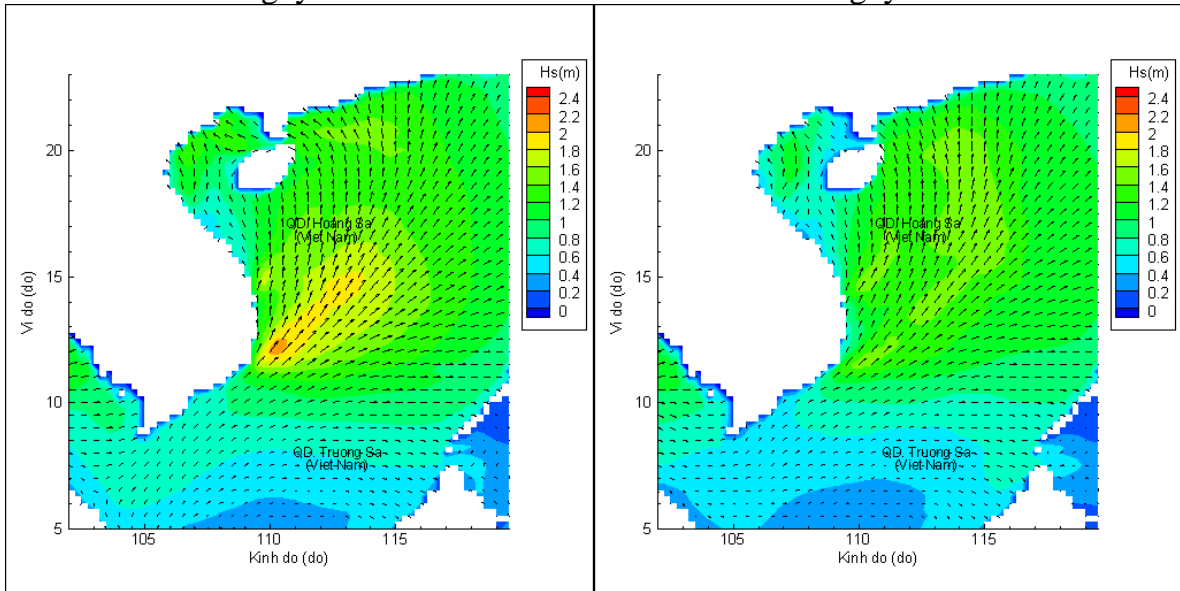 Hs(m)
2.4
2.2
2
1.8
1.6
1.4
1.2
1
0.8
0.6
0.4
0.2
0
20
15
10
5
Vi do (do)
QD. Hoang Sa
(Viet Nam)
QD. Truong Sa
(Viet Nam)
105
110
115
Kinh do (do)
Hs(m)
2.4
2.2
2
1.8
1.6
1.4
1.2
1
0.8
0.6
0.4
0.2
0
20
15
10
5
Vi do (do)
QD. Hoang Sa
(Viet Nam)
QD. Truong Sa
(Viet Nam)
105
110
115
Kinh do (do)